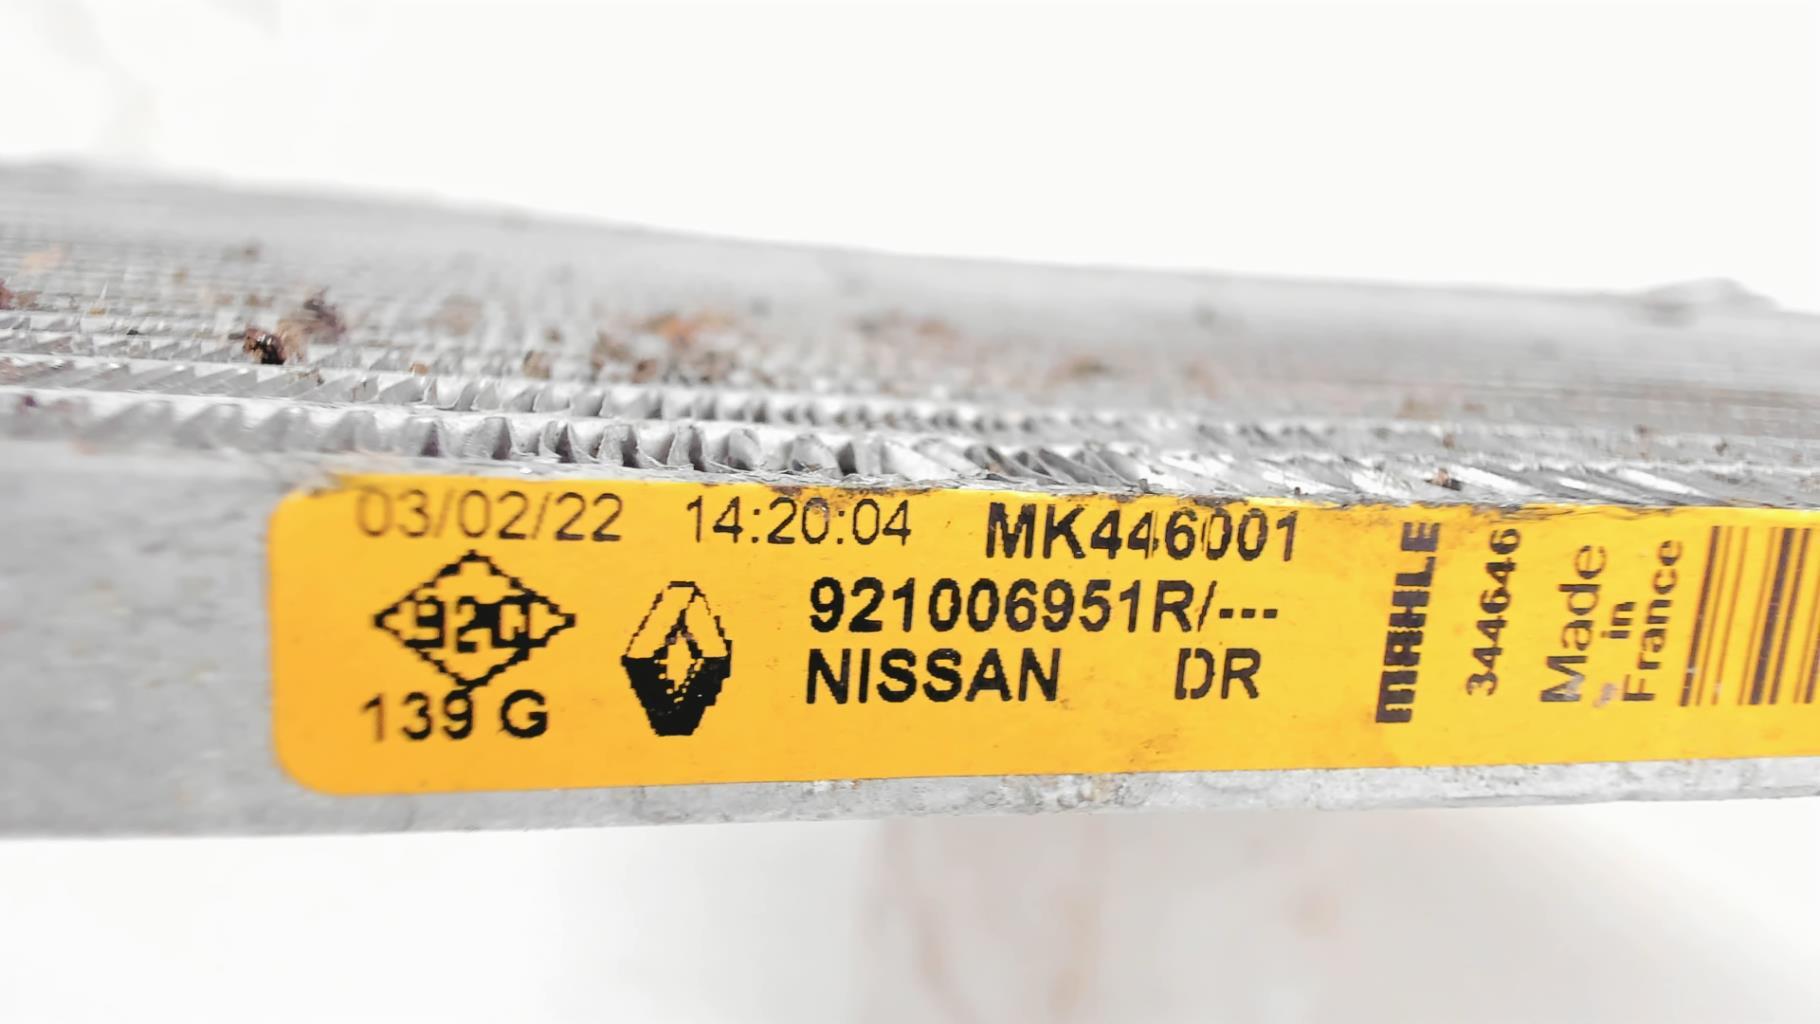 03/02/22 14:20:04 MK446001
921006951R/---
NISSAN DR
139 G
MAHLE
344646
Made
in
France